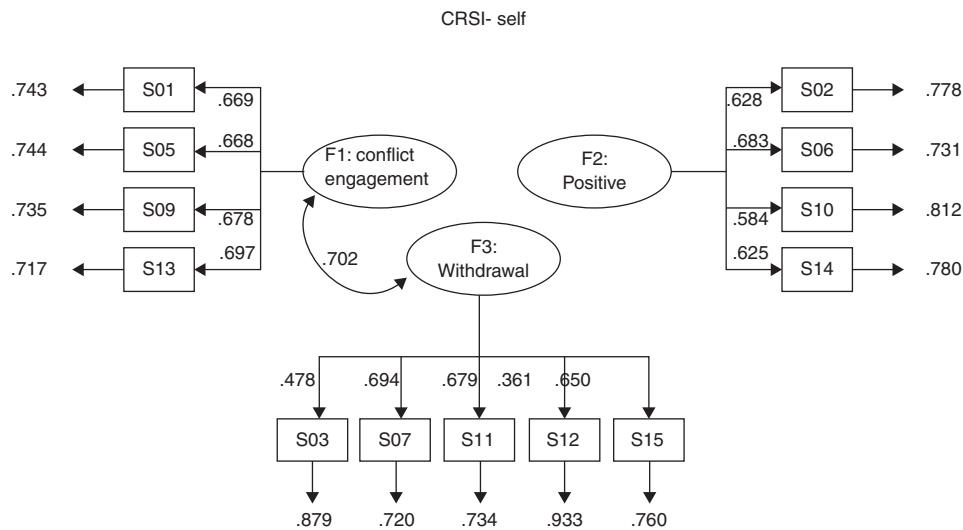 CRSI- self
.743
S01
.669
.744
S05
.668
.735
S09
.678
.717
S13
.697
F1: conflict
engagement
.702
F3:
Withdrawal
F2:
Positive
.628
S02
.778
.683
S06
.731
.584
S10
.812
.625
S14
.780
.478
.694
.679
.361
.650
S03
S07
S11
S12
S15
.879
.720
.734
.933
.760